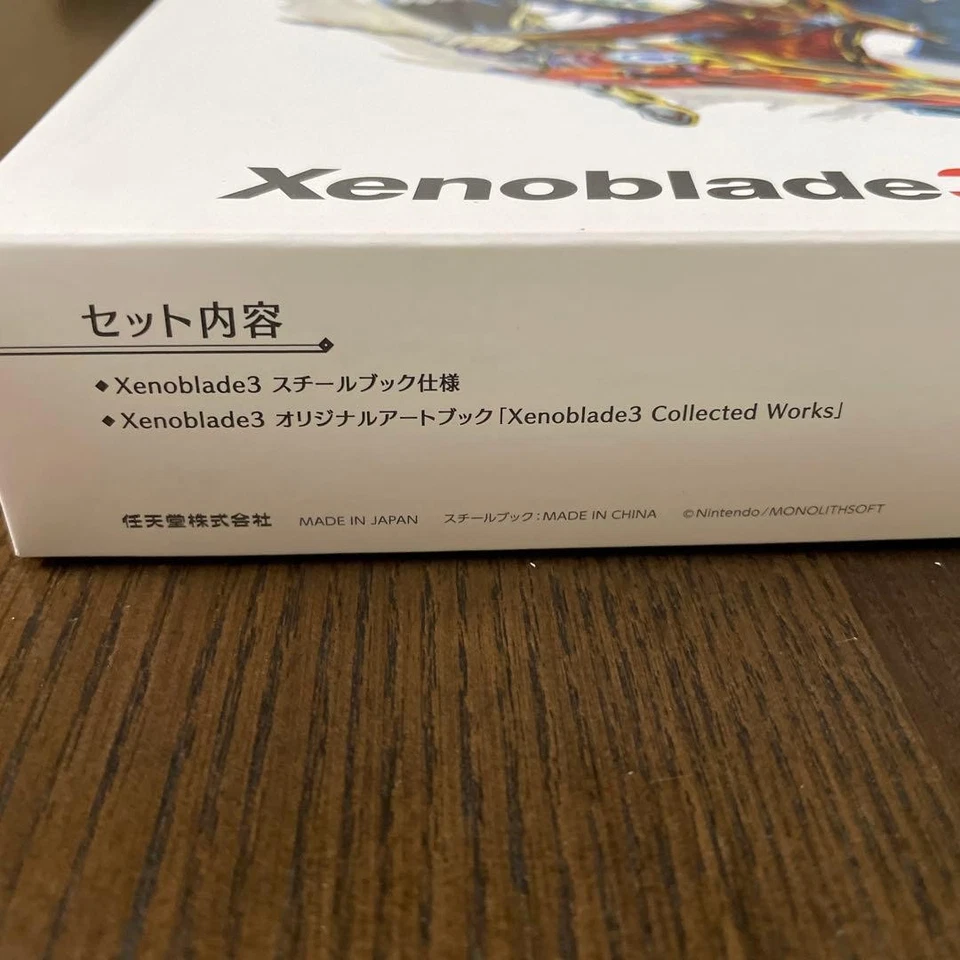 Xenoblade3
セット内容
◆Xenoblade3 スチールブック仕様
◆Xenoblade3 オリジナルアートブック「Xenoblade3 Collected Works」
任天堂株式会社 MADE IN JAPAN スチールブック:MADE IN CHINA ©Nintendo/MONOLITHSOFT